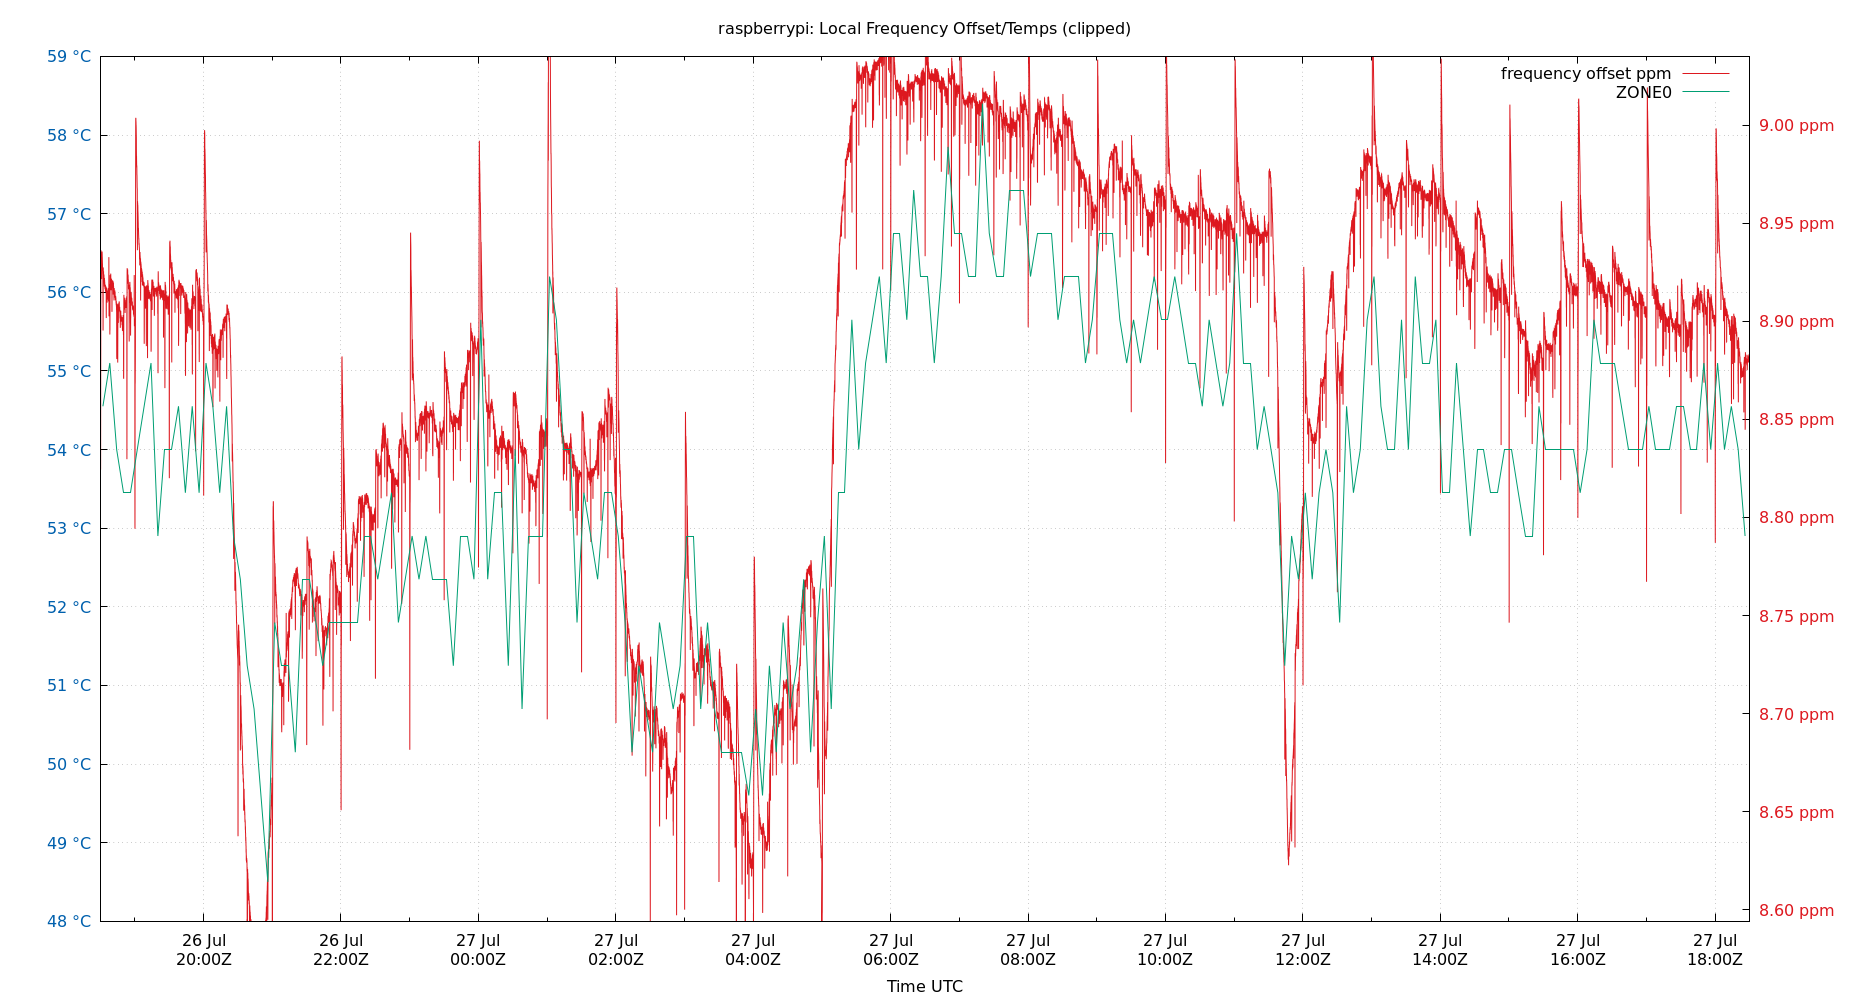 raspberrypi: Local Frequency Offset/Temps (clipped)
59 °C
58 °C
57 °C
56 °C
55 °C
54 °C
53 °C
52 °C
51 °C
50 °C
49 °C
48 °C
frequency offset ppm
ZONE0
9.00 ppm
8.95 ppm
8.90 ppm
8.85 ppm
8.80 ppm
8.75 ppm
8.70 ppm
8.65 ppm
8.60 ppm
26 Jul
20:00Z
26 Jul
22:00Z
27 Jul
00:00Z
27 Jul
02:00Z
27 Jul
04:00Z
27 Jul
06:00Z
27 Jul
08:00Z
27 Jul
10:00Z
27 Jul
12:00Z
27 Jul
14:00Z
27 Jul
16:00Z
27 Jul
18:00Z
Time UTC